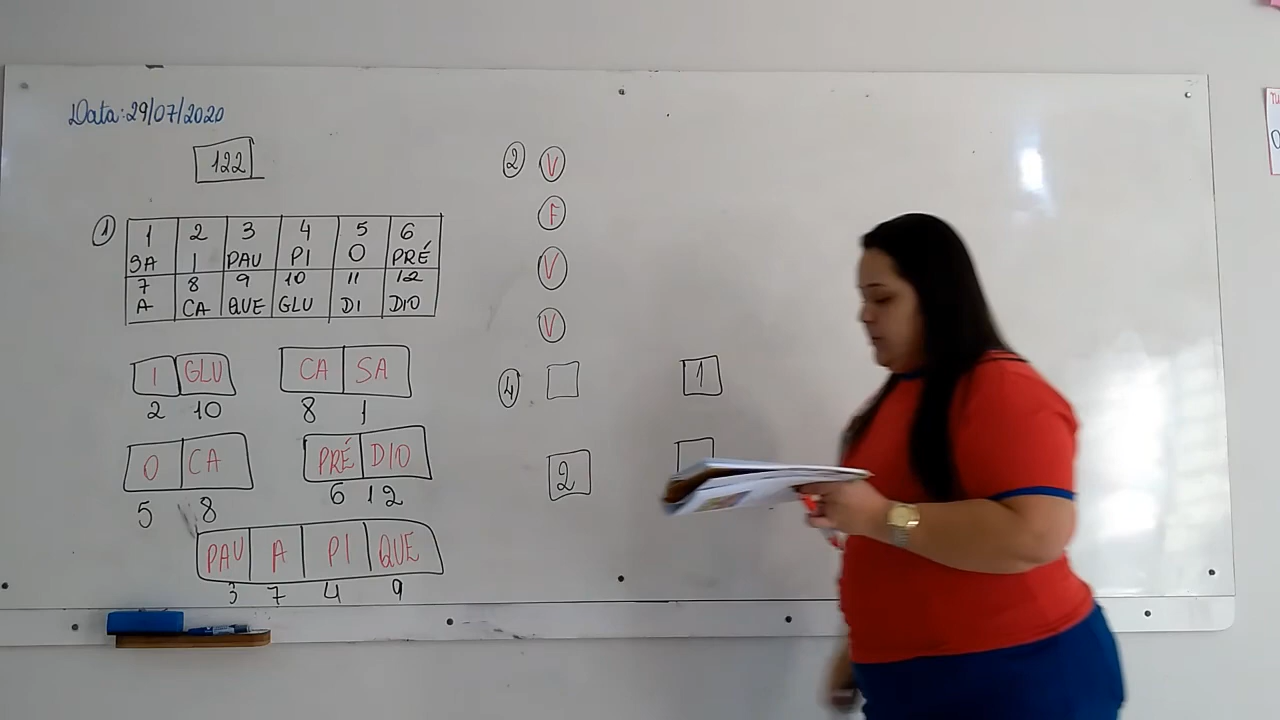 Data: 29/07/2020
122
1 1 2 3 4 5 6
SA I PAU PI O PRÉ
7 8 9 10 11 12
A CA QUE GLU DI DIO
I GLU CA SA
2 10 8 1
O CA PRÉ DIO
5 8 6 12
PAU A PI QUE
3 7 4 9
2 V
F
V
V
4 1
2